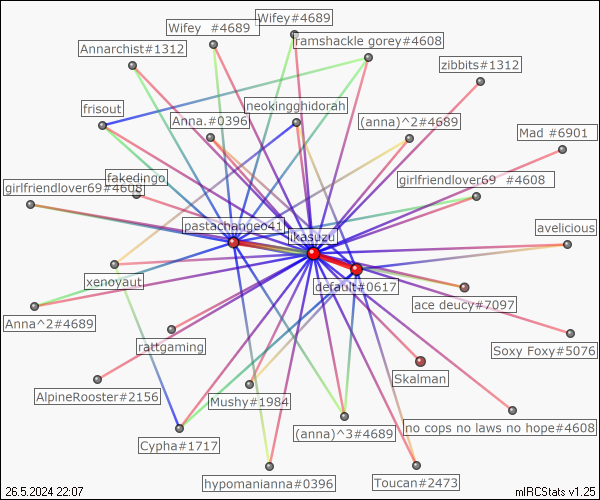 Wifey#4689
Wifey #4689
ramshackle gorey#4608
Annarchist#1312
zibbits#1312
frisout
neokingghidorah
Anna.#0396
(anna)^2#4689
Mad #6901
fakedingo
girlfriendlover69#4608
girlfriendlover69 #4608
pastachangeo41
ikasuzu
avelicious
xenoyaut
default#0617
ace deucy#7097
Anna^2#4689
rattgaming
Soxy Foxy#5076
Skalman
AlpineRooster#2156
Mushy#1984
no cops no laws no hope#4608
(anna)^3#4689
Cypha#1717
hypomanianna#0396
Toucan#2473
26.5.2024 22:07
mIRCStats v1.25